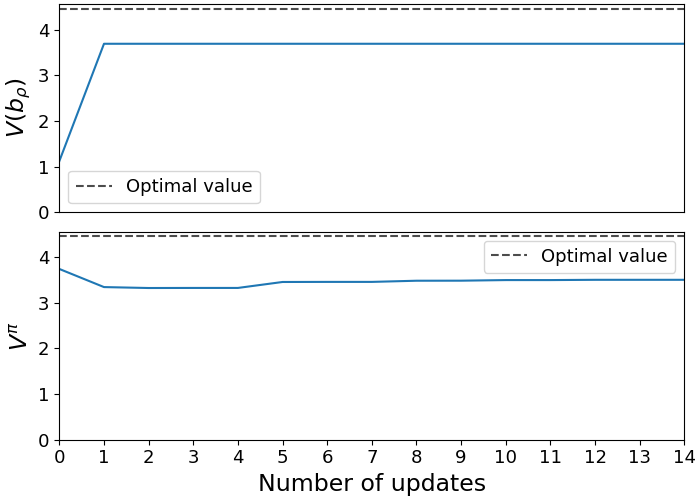 4
3
2
1
0
V(b_ρ)
Optimal value
4
3
2
1
0
V^π
Optimal value
0 1 2 3 4 5 6 7 8 9 10 11 12 13 14
Number of updates